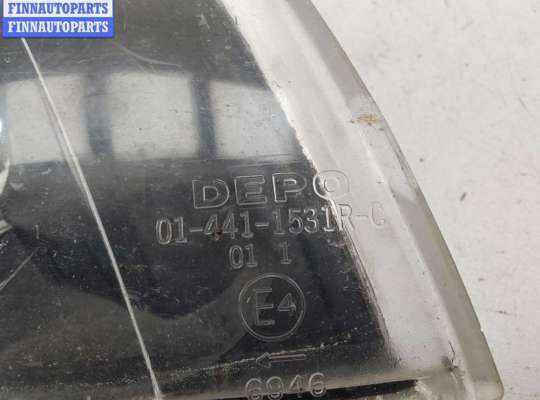 FINNAUTOPARTS
FINNAUTOPARTS
DEPO
01-441-1531R-C
01 1
E4
6946